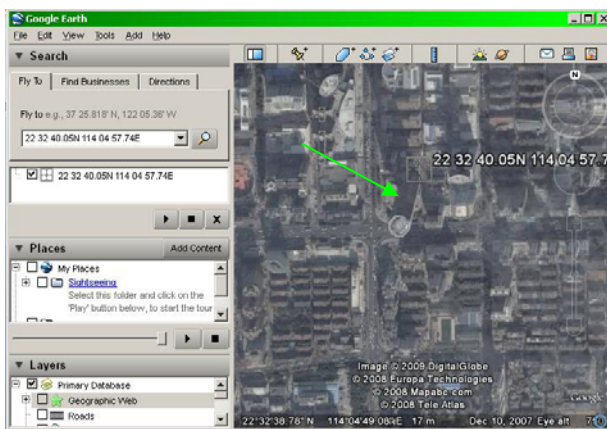 Google Earth
File Edit View Tools Add Help
Search
Fly To Find Businesses Directions
Fly to e.g., 37 25.818' N, 122 05.36' W
22 32 40.05N 114 04 57.74E
22 32 40.05N 114 04 57.74E
Places Add Content
My Places
Sightseeing
Select this folder and click on the
'Play' button below, to start the tour
Layers
Primary Database
Geographic Web
Roads
N
22 32 40.05N 114 04 57.7
Image © 2009 DigitalGlobe
© 2008 Europa Technologies
© 2008 Mapabc.com
© 2008 Tele Atlas
Google
22°32'38.78" N 114°04'49.08"E 17 m Dec 10, 2007 Eye alt